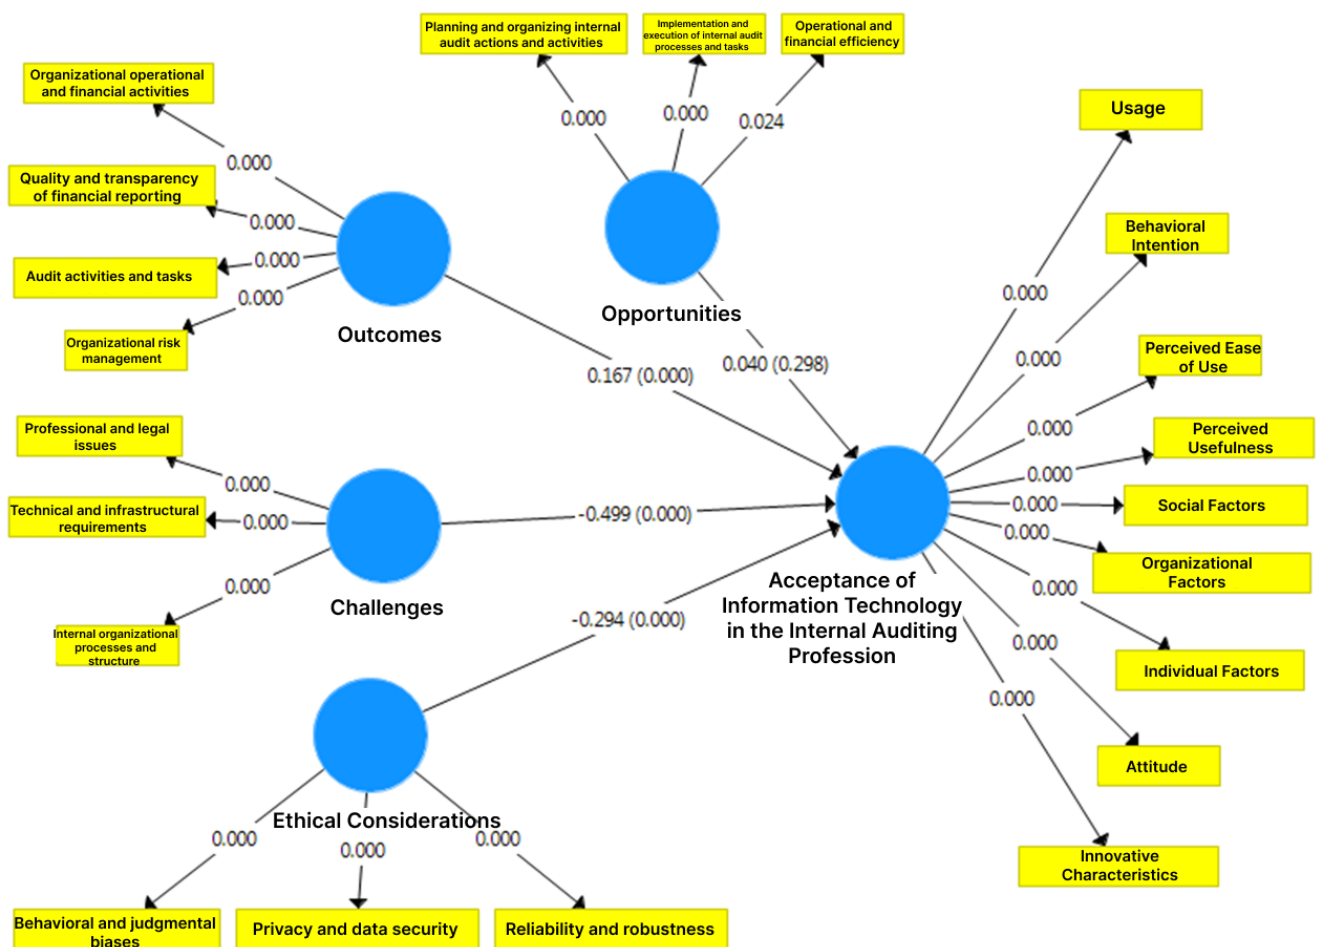 Planning and organizing internal
audit actions and activities
Implementation and
execution of internal audit
processes and tasks
Operational and
financial efficiency
Organizational operational
and financial activities
Quality and transparency
of financial reporting
Audit activities and tasks
Organizational risk
management
0.000
0.000
0.000
0.000
Outcomes
0.000
0.000
0.024
Opportunities
0.167 (0.000)
0.040 (0.298)
Professional and legal
issues
Technical and infrastructural
requirements
Internal organizational
processes and
structure
0.000
0.000
0.000
Challenges
-0.499 (0.000)
-0.294 (0.000)
Ethical Considerations
0.000
0.000
0.000
Behavioral and judgmental
biases
Privacy and data security
Reliability and robustness
Acceptance of
Information Technology
in the Internal Auditing
Profession
0.000
0.000
0.000
0.000
0.000
0.000
0.000
0.000
0.000
Usage
Behavioral
Intention
Perceived Ease
of Use
Perceived
Usefulness
Social Factors
Organizational
Factors
Individual Factors
Attitude
Innovative
Characteristics